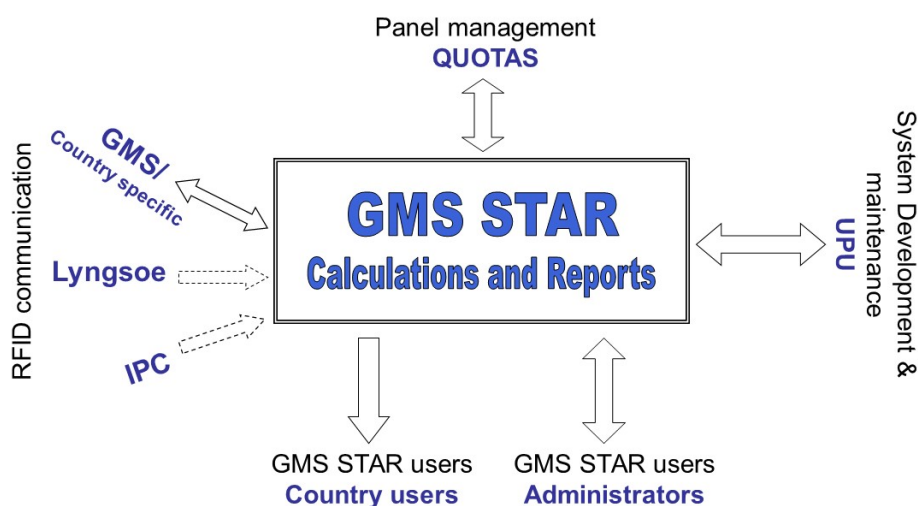 Panel management
QUOTAS
RFID communication
GMS/
Country specific
Lyngsoe
IPC
GMS STAR
Calculations and Reports
System Development &
maintenance
UPU
GMS STAR users
Country users
GMS STAR users
Administrators